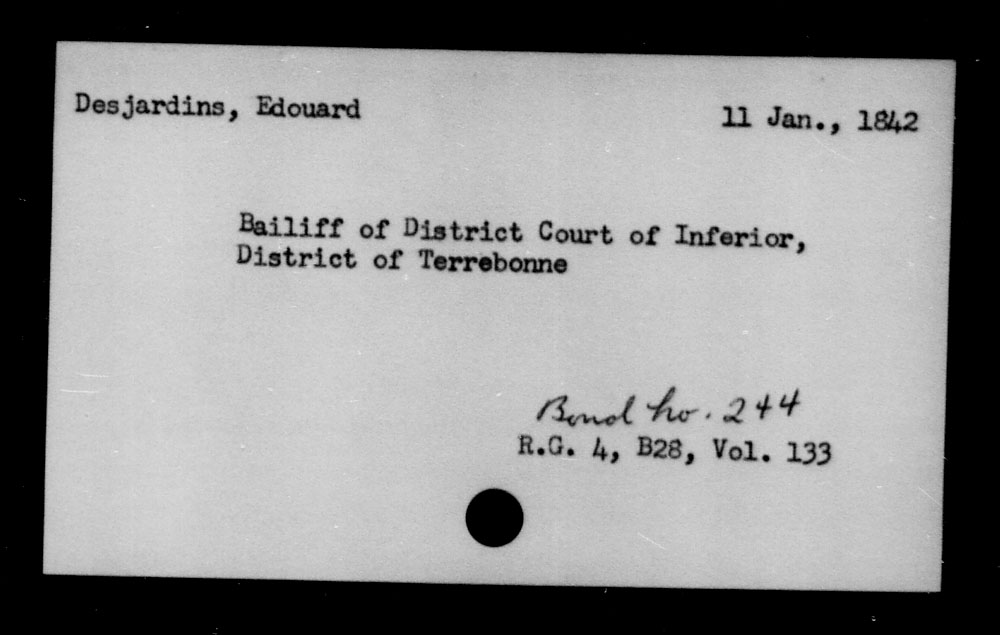 Desjardins, Edouard
11 Jan., 1842
Bailiff of District Court of Inferior,
District of Terrebonne
Bond No. 244
R.G. 4, B28, Vol. 133